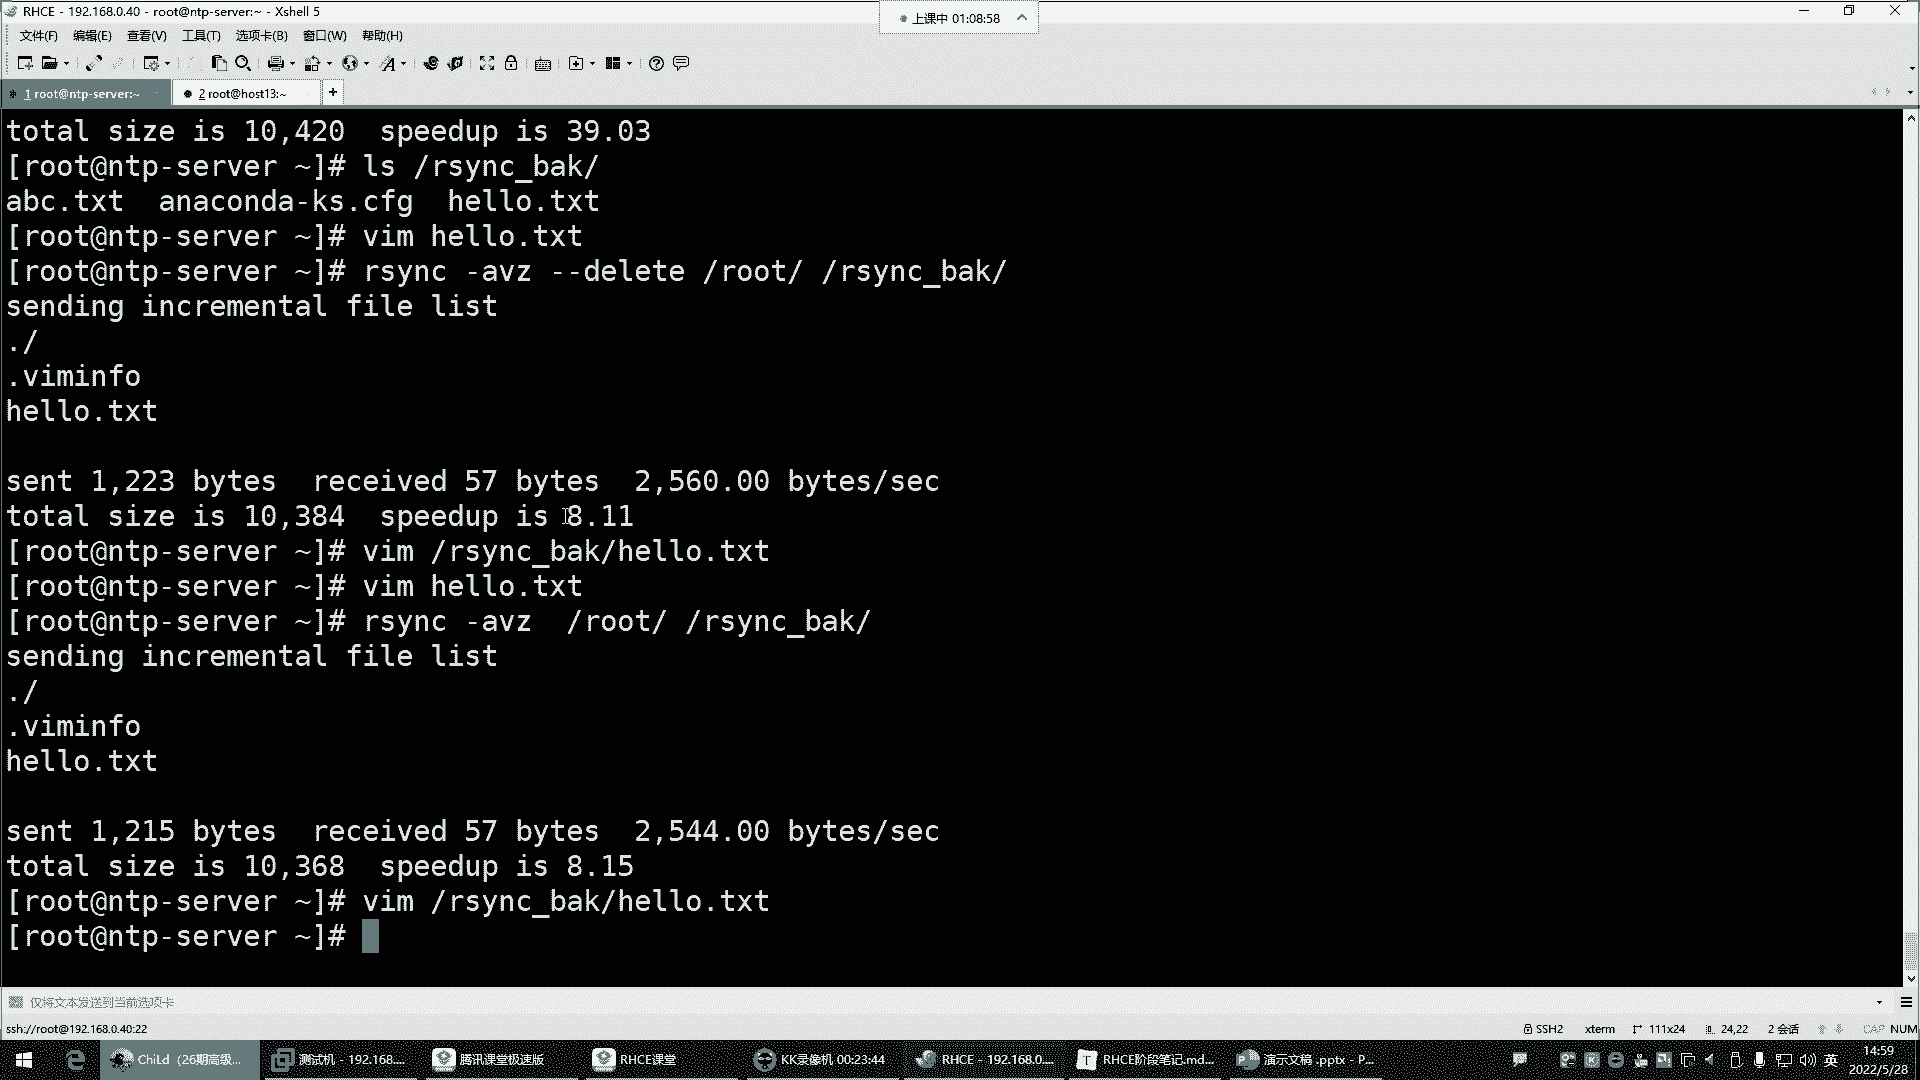 RHCE - 192.168.0.40 - root@ntp-server:~ - Xshell 5
上课中 01:08:58
文件(F) 编辑(E) 查看(V) 工具(T) 选项卡(B) 窗口(W) 帮助(H)
1 root@ntp-server:~ 2 root@host13:~ +
total size is 10,420  speedup is 39.03
[root@ntp-server ~]# ls /rsync_bak/
abc.txt  anaconda-ks.cfg  hello.txt
[root@ntp-server ~]# vim hello.txt
[root@ntp-server ~]# rsync -avz --delete /root/ /rsync_bak/
sending incremental file list
./
.viminfo
hello.txt
sent 1,223 bytes  received 57 bytes  2,560.00 bytes/sec
total size is 10,384  speedup is 8.11
[root@ntp-server ~]# vim /rsync_bak/hello.txt
[root@ntp-server ~]# vim hello.txt
[root@ntp-server ~]# rsync -avz  /root/ /rsync_bak/
sending incremental file list
./
.viminfo
hello.txt
sent 1,215 bytes  received 57 bytes  2,544.00 bytes/sec
total size is 10,368  speedup is 8.15
[root@ntp-server ~]# vim /rsync_bak/hello.txt
[root@ntp-server ~]#
仅将文本发送到当前选项卡
ssh://root@192.168.0.40:22 SSH2 xterm 111x24 24,22 2 会话 CAP NUM
ChiLd（26期高级... 测试机 - 192.168.... 腾讯课堂极速版 RHCE课堂 KK录像机 00:23:44 RHCE - 192.168.0.... RHCE阶段笔记.md... 演示文稿 .pptx - P... 英 14:59
2022/5/28